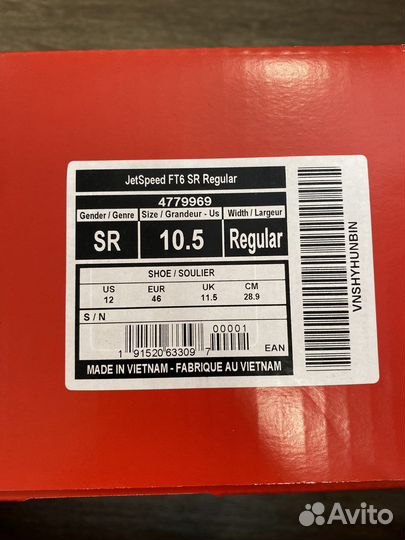 JetSpeed FT6 SR Regular
4779969
Gender / Genre Size / Grandeur - Us Width / Largeur
SR 10.5 Regular
SHOE / SOULIER
US EUR UK CM
12 46 11.5 28.9
S / N
00001
1 91520 63309 7 EAN
MADE IN VIETNAM - FABRIQUE AU VIETNAM
VNSHYHUNBIN
Avito